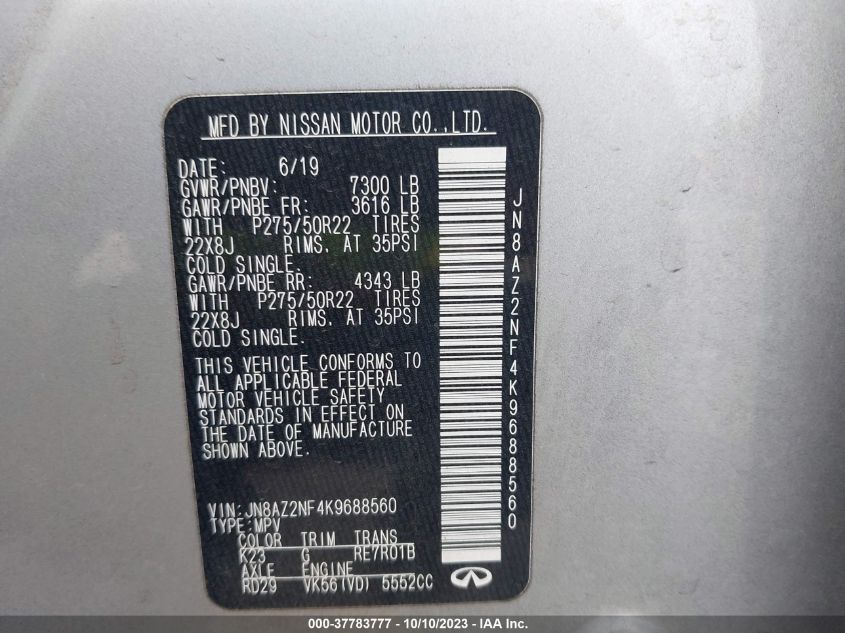 MFD BY NISSAN MOTOR CO.,LTD.
DATE: 6/19
GVWR/PNBV: 7300 LB
GAWR/PNBE FR: 3616 LB
WITH P275/50R22 TIRES
22X8J RIMS. AT 35PSI
COLD SINGLE.
GAWR/PNBE RR: 4343 LB
WITH P275/50R22 TIRES
22X8J RIMS. AT 35PSI
COLD SINGLE.
THIS VEHICLE CONFORMS TO
ALL APPLICABLE FEDERAL
MOTOR VEHICLE SAFETY
STANDARDS IN EFFECT ON
THE DATE OF MANUFACTURE
SHOWN ABOVE.
VIN:JN8AZ2NF4K9688560
TYPE:MPV
COLOR TRIM TRANS
K23 G RE7R01B
AXLE ENGINE
RD29 VK56(VD) 5552CC
JN8AZ2NF4K9688560
000-37783777 - 10/10/2023 - © IAA Inc.